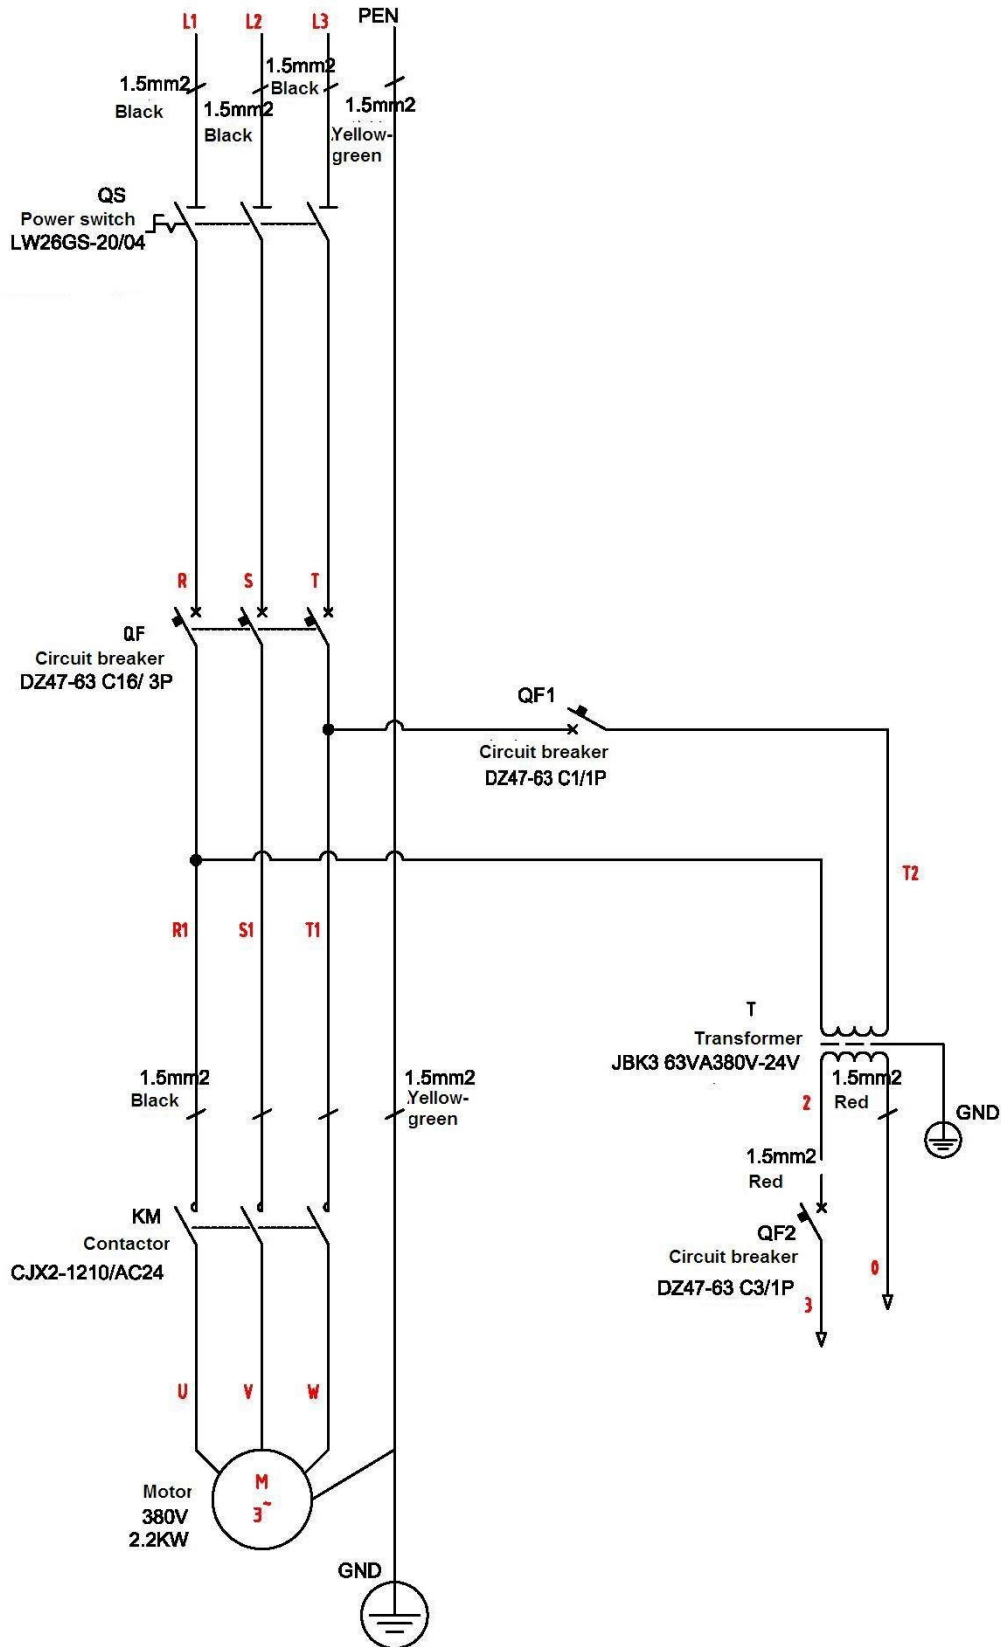 L1
L2
L3
PEN
1.5mm2
Black
1.5mm2
Black
1.5mm2
Black
1.5mm2
Yellow-
green
QS
Power switch
LW26GS-20/04
R
S
T
QF
Circuit breaker
DZ47-63 C16/ 3P
QF1
Circuit breaker
DZ47-63 C1/1P
T2
R1
S1
T1
T
Transformer
JBK3 63VA380V-24V
1.5mm2
Black
1.5mm2
Yellow-
green
1.5mm2
Red
2
GND
1.5mm2
Red
KM
Contactor
CJX2-1210/AC24
QF2
Circuit breaker
DZ47-63 C3/1P
0
3
U
V
W
M
3~
Motor
380V
2.2KW
GND